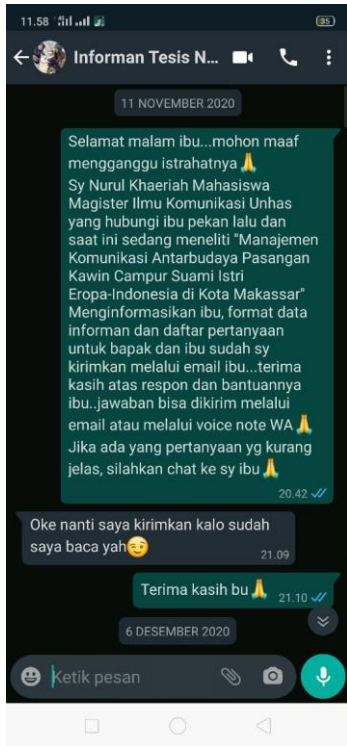 11.58
35
Informan Tesis N...
11 NOVEMBER 2020
Selamat malam ibu...mohon maaf
mengganggu istrahatnya🙏
Sy Nurul Khaeriah Mahasiswa
Magister Ilmu Komunikasi Unhas
yang hubungi ibu pekan lalu dan
saat ini sedang meneliti "Manajemen
Komunikasi Antarbudaya Pasangan
Kawin Campur Suami Istri
Eropa-Indonesia di Kota Makassar"
Menginformasikan ibu, format data
informan dan daftar pertanyaan
untuk bapak dan ibu sudah sy
kirimkan melalui email ibu...terima
kasih atas respon dan bantuannya
ibu..jawaban bisa dikirim melalui
email atau melalui voice note WA🙏
Jika ada yang pertanyaan yg kurang
jelas, silahkan chat ke sy ibu🙏
20.42
Oke nanti saya kirimkan kalo sudah
saya baca yah😉
21.09
Terima kasih bu🙏
21.10
6 DESEMBER 2020
Ketik pesan